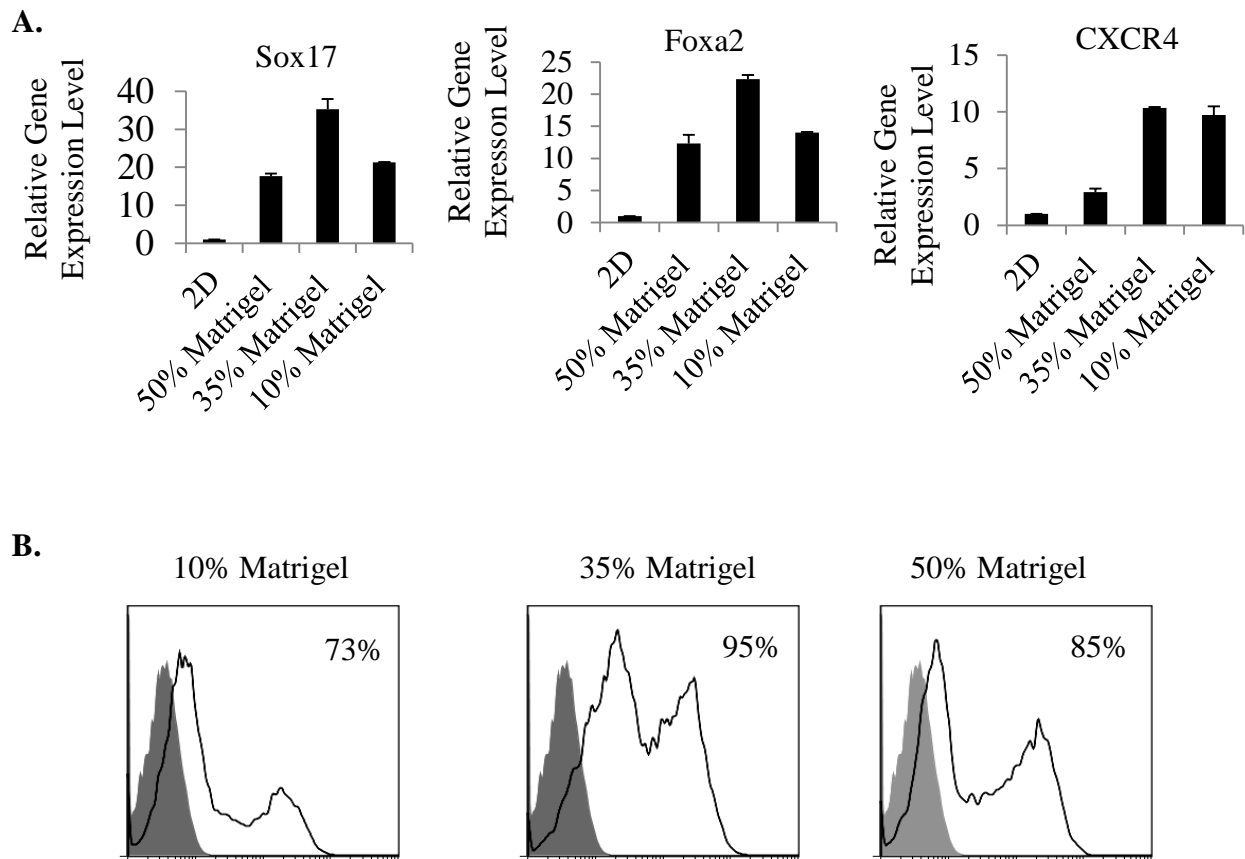 A.
Sox17
Relative Gene
Expression Level
40
30
20
10
0
2D
50% Matrigel
35% Matrigel
10% Matrigel
Foxa2
Relative Gene
Expresson Level
25
20
15
10
5
0
2D
50% Matrigel
35% Matrigel
10% Matrigel
CXCR4
Relative Gene
Expression Level
15
10
5
0
2D
50% Matrigel
35% Matrigel
10% Matrigel
B.
10% Matrigel
73%
35% Matrigel
95%
50% Matrigel
85%